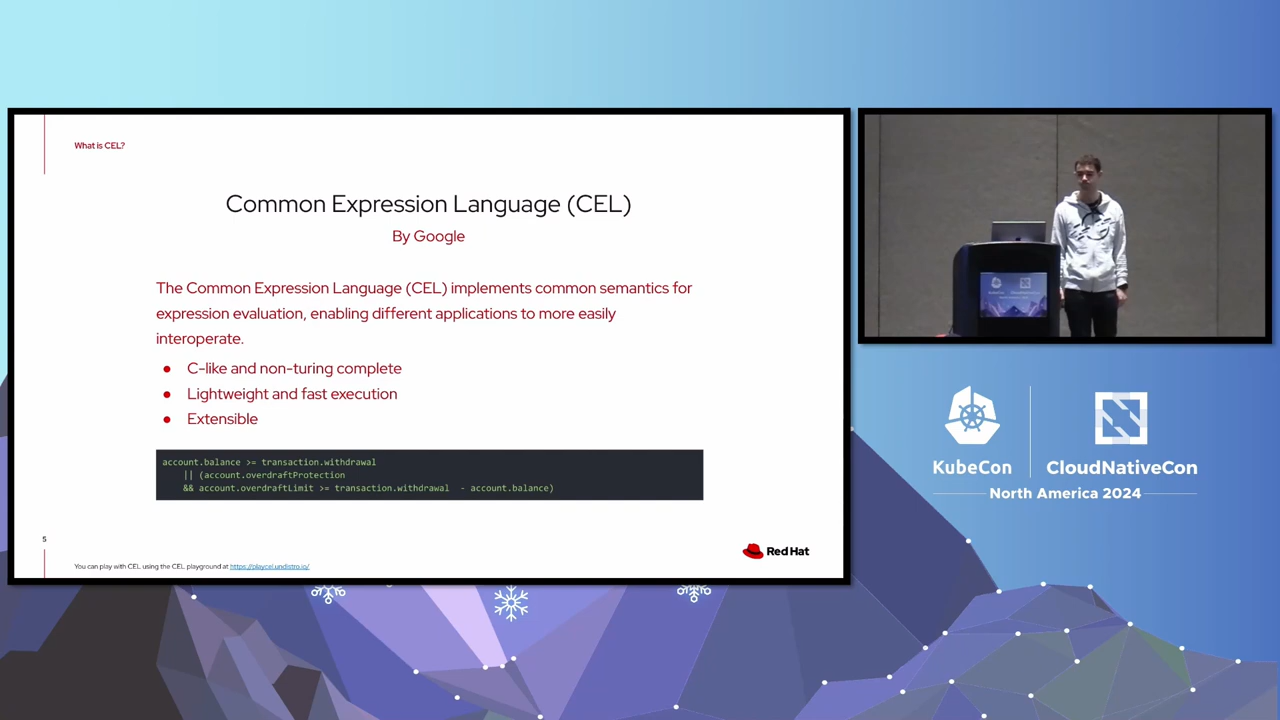 What is CEL?
Common Expression Language (CEL)
By Google
The Common Expression Language (CEL) implements common semantics for
expression evaluation, enabling different applications to more easily
interoperate.
● C-like and non-turing complete
● Lightweight and fast execution
● Extensible
account.balance >= transaction.withdrawal
|| (account.overdraftProtection
&& account.overdraftLimit >= transaction.withdrawal - account.balance)
5
Red Hat
You can play with CEL using the CEL playground at https://playcel.undistro.io/
KubeCon
CloudNativeCon
KubeCon CloudNativeCon
North America 2024